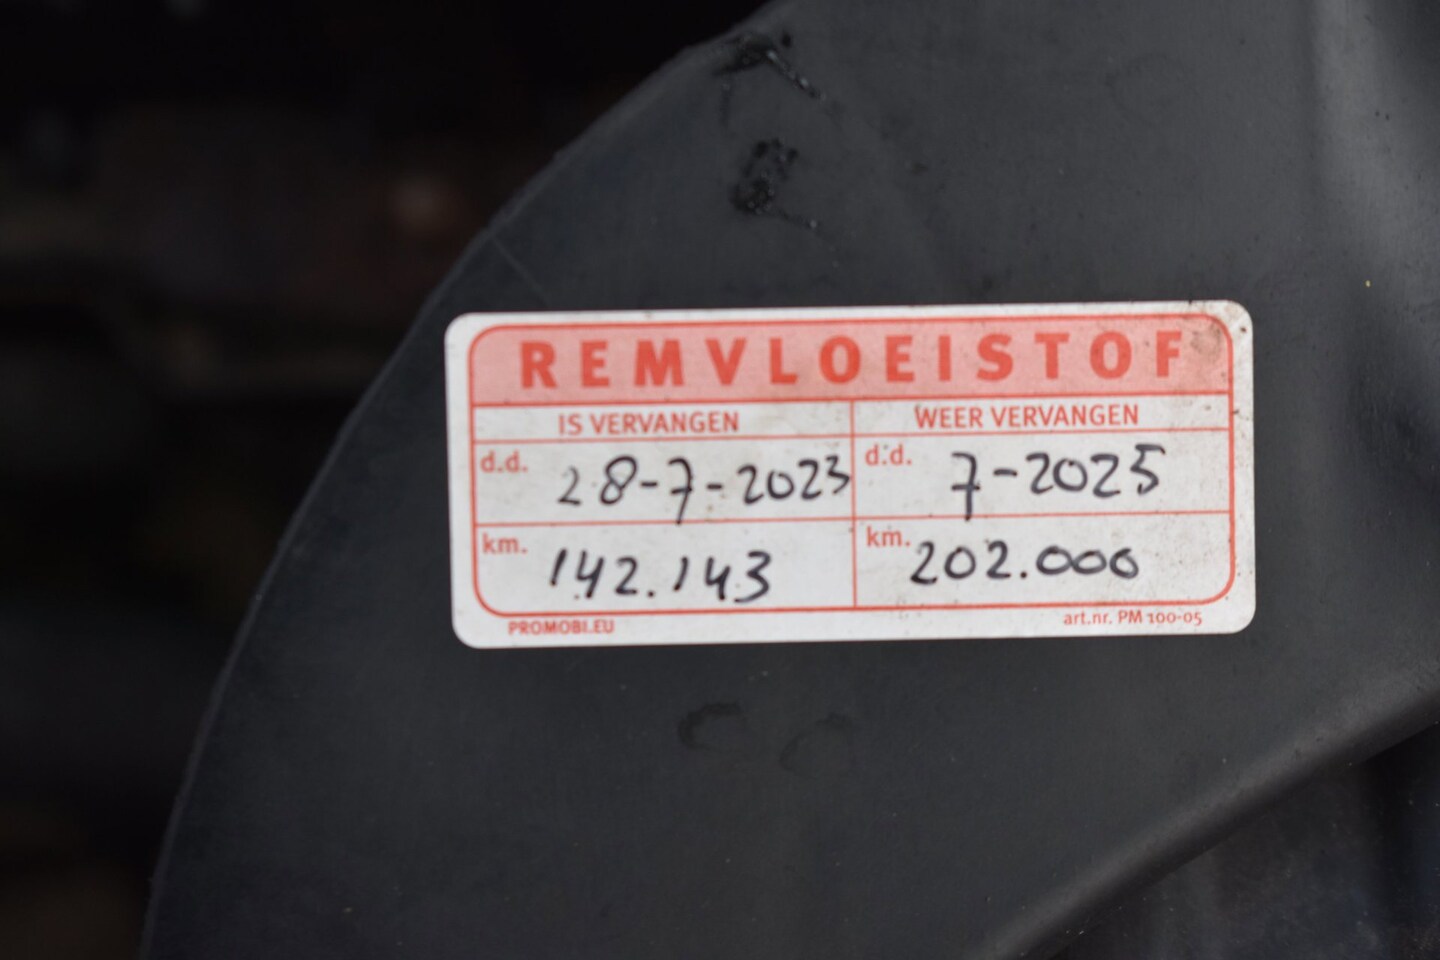 REMVLOEISTOF
IS VERVANGEN WEER VERVANGEN
d.d. 28-7-2023 d.d. 7-2025
km. 142.143 km. 202.000
PROMOBI.EU art.nr. PM 100-05